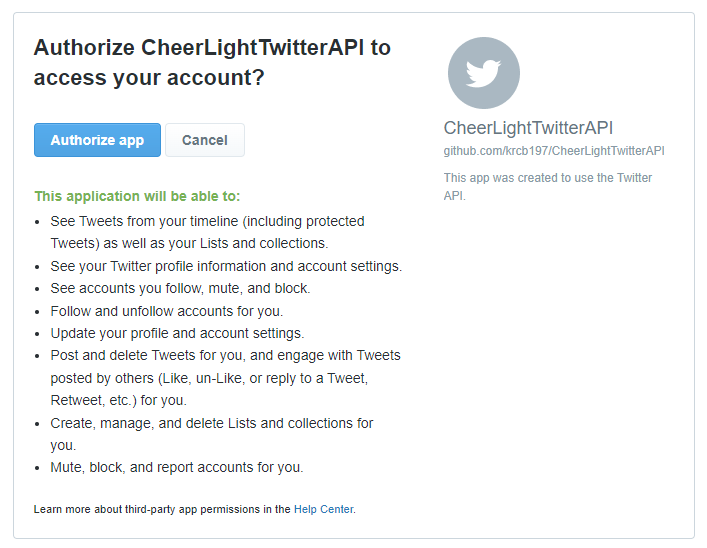 Authorize CheerLightTwitterAPI to
access your account?
Authorize app
Cancel
This application will be able to:
• See Tweets from your timeline (including protected
Tweets) as well as your Lists and collections.
• See your Twitter profile information and account settings.
• See accounts you follow, mute, and block.
• Follow and unfollow accounts for you.
• Update your profile and account settings.
• Post and delete Tweets for you, and engage with Tweets
posted by others (Like, un-Like, or reply to a Tweet,
Retweet, etc.) for you.
• Create, manage, and delete Lists and collections for
you.
• Mute, block, and report accounts for you.
Learn more about third-party app permissions in the Help Center.
CheerLightTwitterAPI
github.com/krcb197/CheerLightTwitterAPI
This app was created to use the Twitter
API.